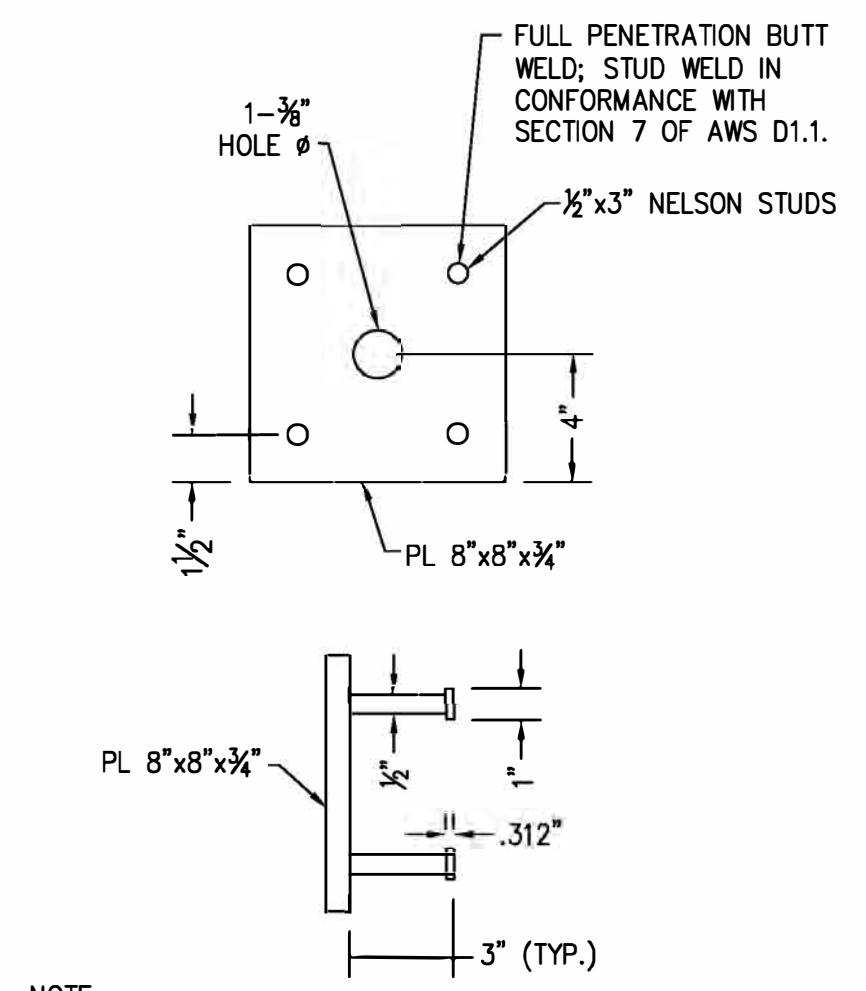 FULL PENETRATION BUTT
WELD; STUD WELD IN
CONFORMANCE WITH
SECTION 7 OF AWS D1.1.
1-⅜"
HOLE ø
½"x3" NELSON STUDS
4"
1½"
PL 8"x8"x¾"
PL 8"x8"x¾"
½"
1"
.312"
3" (TYP.)
NOTE